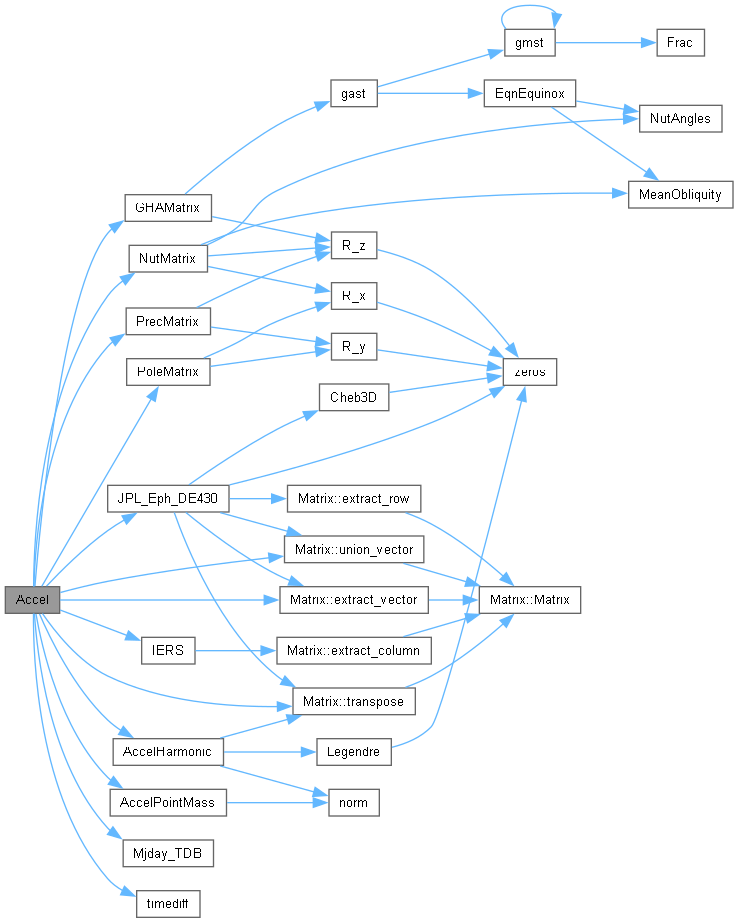 gmst
Frac
gast
EqnEquinox
NutAngles
MeanObliquity
GHAMatrix
R_z
NutMatrix
R_x
PrecMatrix
R_y
PoleMatrix
zeros
Cheb3D
JPL_Eph_DE430
Matrix::extract_row
Matrix::union_vector
Accel
Matrix::extract_vector
Matrix::Matrix
IERS
Matrix::extract_column
Matrix::transpose
AccelHarmonic
Legendre
AccelPointMass
norm
Mjday_TDB
timediff